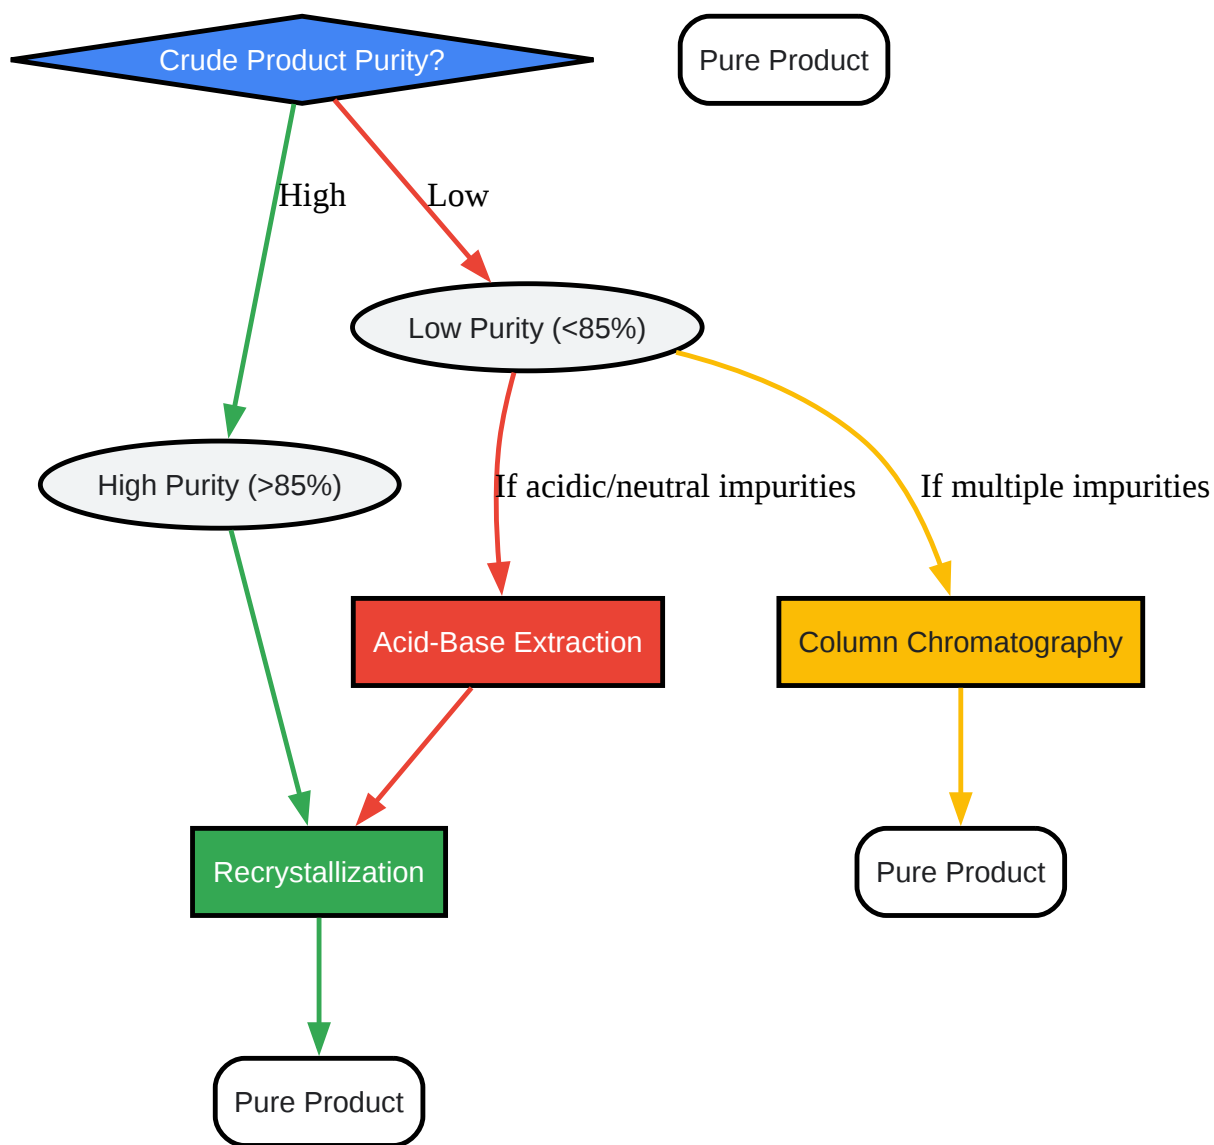 Crude Product Purity?
Pure Product
High
Low
Low Purity (<85%)
High Purity (>85%)
If acidic/neutral impurities
If multiple impurities
Acid-Base Extraction
Column Chromatography
Recrystallization
Pure Product
Pure Product